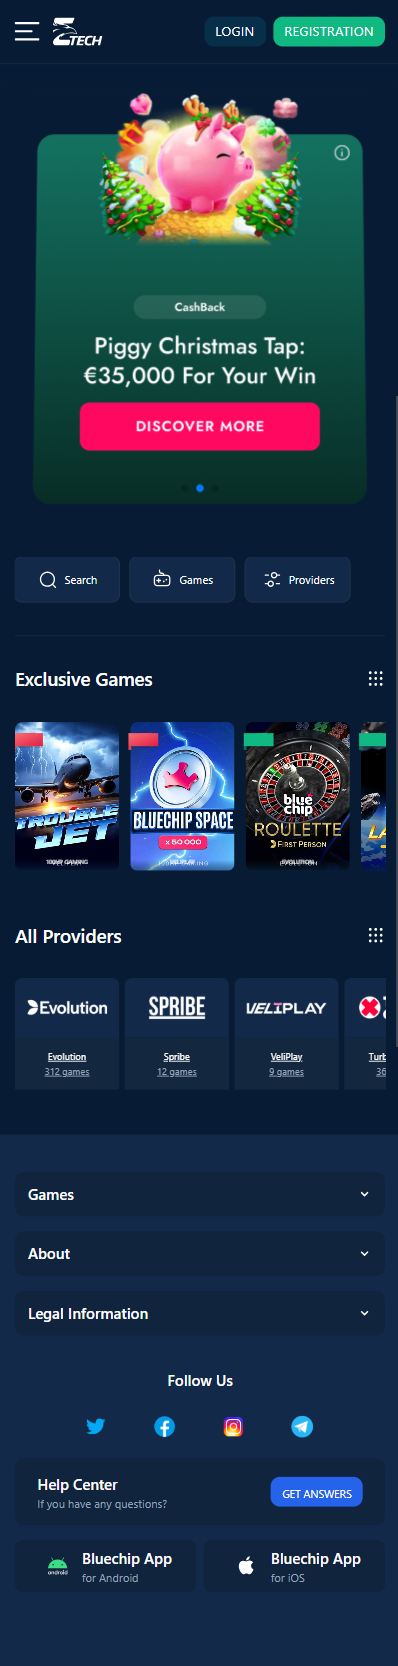 ZTECH
LOGIN
REGISTRATION
CashBack
Piggy Christmas Tap:
€35,000 For Your Win
DISCOVER MORE
Search
Games
Providers
Exclusive Games
TROUBLE
JET
BLUECHIP SPACE
x 50 000
blue
chip
ROULETTE
FIRST PERSON
LA
All Providers
Evolution
SPRIBE
VELIPLAY
Evolution
312 games
Spribe
12 games
VeliPlay
9 games
Turb
36
Games
About
Legal Information
Follow Us
Help Center
If you have any questions?
GET ANSWERS
android
Bluechip App
for Android
Bluechip App
for iOS